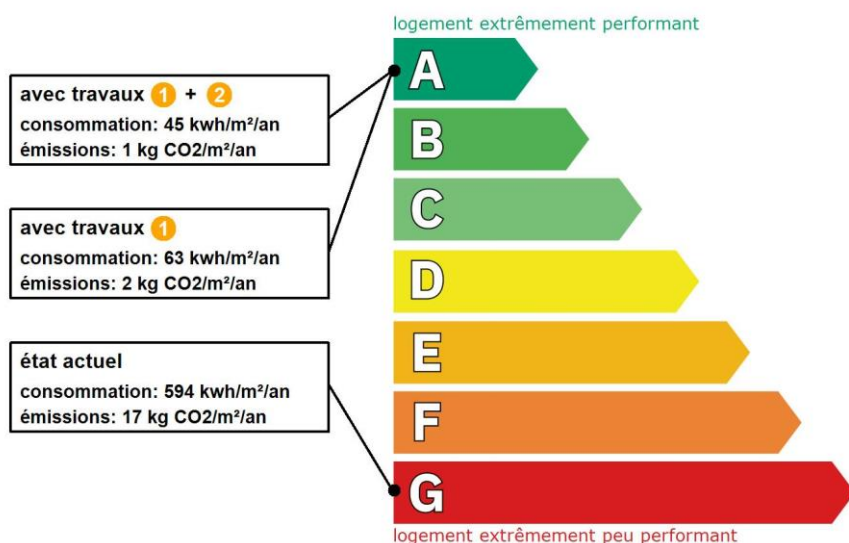 logement extrêmement performant
avec travaux 1 + 2
consommation: 45 kwh/m²/an
émissions: 1 kg CO2/m²/an
avec travaux 1
consommation: 63 kwh/m²/an
émissions: 2 kg CO2/m²/an
état actuel
consommation: 594 kwh/m²/an
émissions: 17 kg CO2/m²/an
A
B
C
D
E
F
G
logement extrêmement peu performant